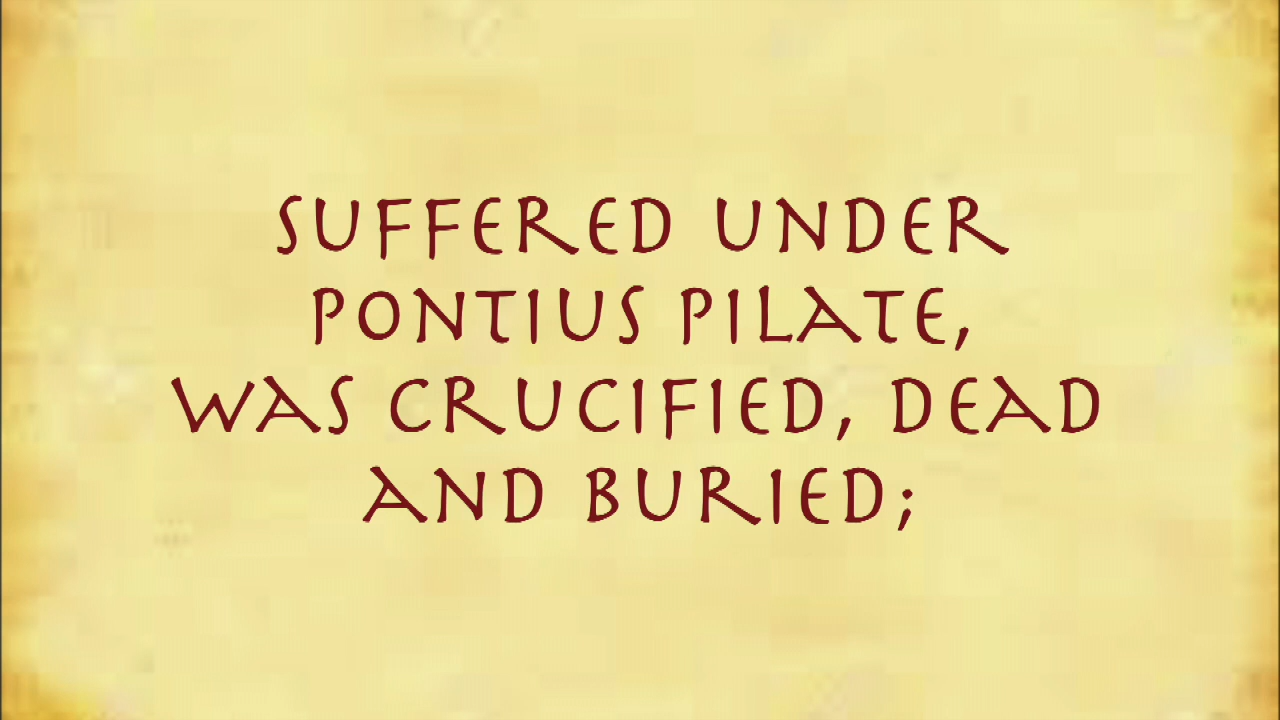 SUFFERED UNDER
PONTIUS PILATE,
WAS CRUCIFIED, DEAD
AND BURIED;